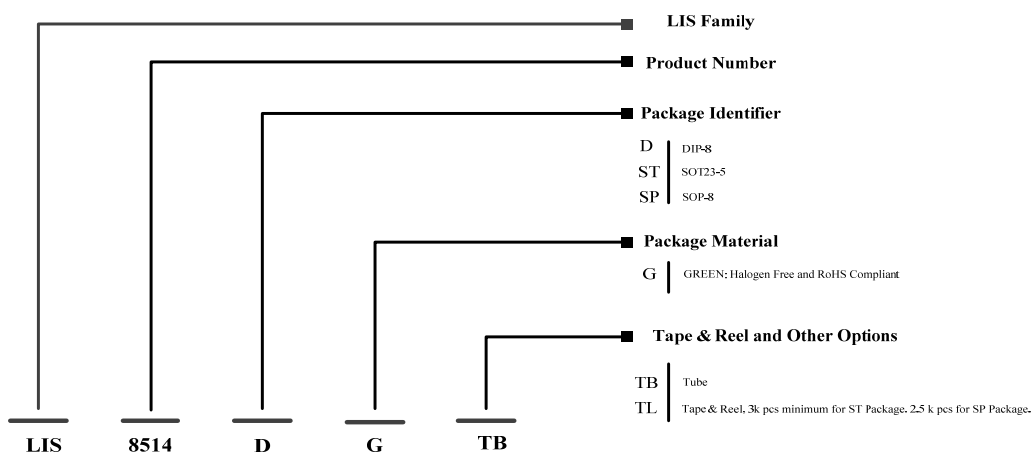 LIS Family
Product Number
Package Identifier
D DIP-8
ST SOT23-5
SP SOP-8
Package Material
G GREEN: Halogen Free and RoHS Compliant
Tape & Reel and Other Options
TB Tube
TL Tape & Reel, 3k pcs minimum for ST Package. 2.5 k pcs for SP Package.
LIS 8514 D G TB